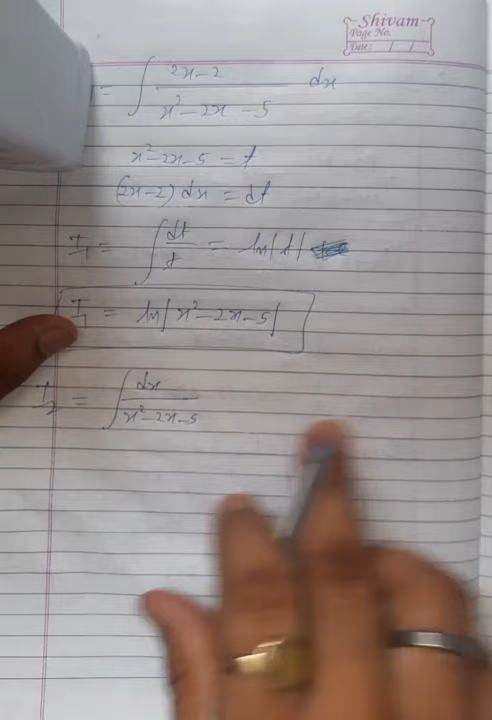 Shivam
Page No.
Date: / /
= ∫ (2x-2)/(x²-2x-5) dx
x²-2x-5 = t
(2x-2) dx = dt
I₁ = ∫ dt/t = ln|t|
I₁ = ln|x²-2x-5|
I₂ = ∫ dx/(x²-2x-5)